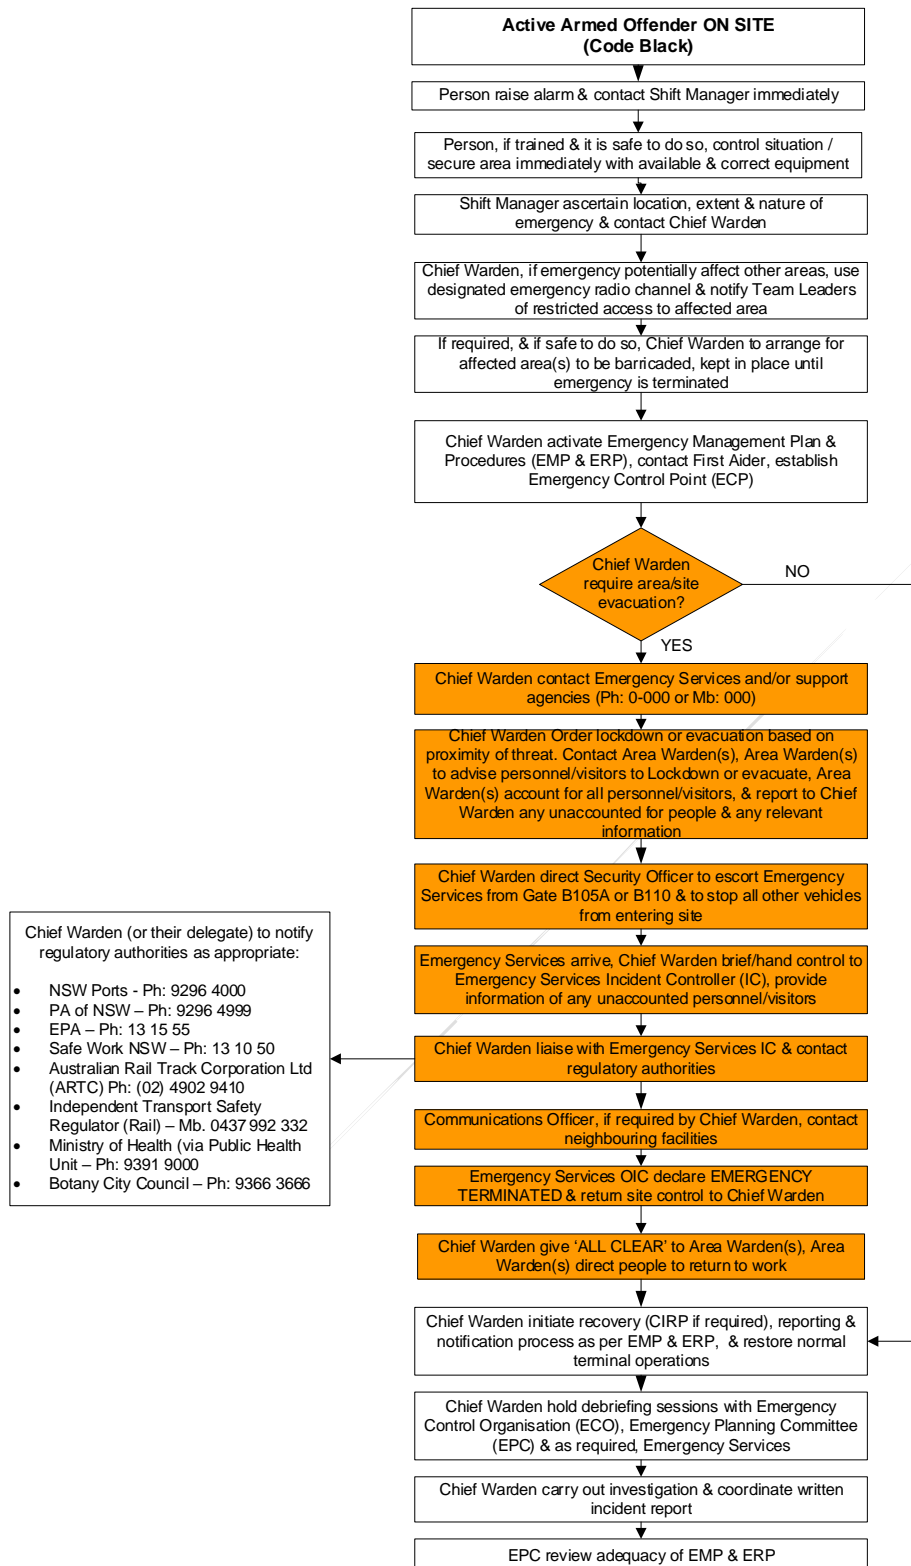 Active Armed Offender ON SITE
(Code Black)
Person raise alarm & contact Shift Manager immediately
Person, if trained & it is safe to do so, control situation /
secure area immediately with available & correct equipment
Shift Manager ascertain location, extent & nature of
emergency & contact Chief Warden
Chief Warden, if emergency potentially affect other areas, use
designated emergency radio channel & notify Team Leaders
of restricted access to affected area
If required, & if safe to do so, Chief Warden to arrange for
affected area(s) to be barricaded, kept in place until
emergency is terminated
Chief Warden activate Emergency Management Plan &
Procedures (EMP & ERP), contact First Aider, establish
Emergency Control Point (ECP)
Chief Warden
require area/site
evacuation?
NO
YES
Chief Warden contact Emergency Services and/or support
agencies (Ph: 0-000 or Mb: 000)
Chief Warden Order lockdown or evacuation based on
proximity of threat. Contact Area Warden(s), Area Warden(s)
to advise personnel/visitors to Lockdown or evacuate, Area
Warden(s) account for all personnel/visitors, & report to Chief
Warden any unaccounted for people & any relevant
information
Chief Warden direct Security Officer to escort Emergency
Services from Gate B105A or B110 & to stop all other vehicles
from entering site
Emergency Services arrive, Chief Warden brief/hand control to
Emergency Services Incident Controller (IC), provide
information of any unaccounted personnel/visitors
Chief Warden liaise with Emergency Services IC & contact
regulatory authorities
Chief Warden (or their delegate) to notify
regulatory authorities as appropriate:
• NSW Ports - Ph: 9296 4000
• PA of NSW – Ph: 9296 4999
• EPA – Ph: 13 15 55
• Safe Work NSW – Ph: 13 10 50
• Australian Rail Track Corporation Ltd
(ARTC) Ph: (02) 4902 9410
• Independent Transport Safety
Regulator (Rail) – Mb. 0437 992 332
• Ministry of Health (via Public Health
Unit – Ph: 9391 9000
• Botany City Council – Ph: 9366 3666
Communications Officer, if required by Chief Warden, contact
neighbouring facilities
Emergency Services OIC declare EMERGENCY
TERMINATED & return site control to Chief Warden
Chief Warden give ‘ALL CLEAR’ to Area Warden(s), Area
Warden(s) direct people to return to work
Chief Warden initiate recovery (CIRP if required), reporting &
notification process as per EMP & ERP, & restore normal
terminal operations
Chief Warden hold debriefing sessions with Emergency
Control Organisation (ECO), Emergency Planning Committee
(EPC) & as required, Emergency Services
Chief Warden carry out investigation & coordinate written
incident report
EPC review adequacy of EMP & ERP